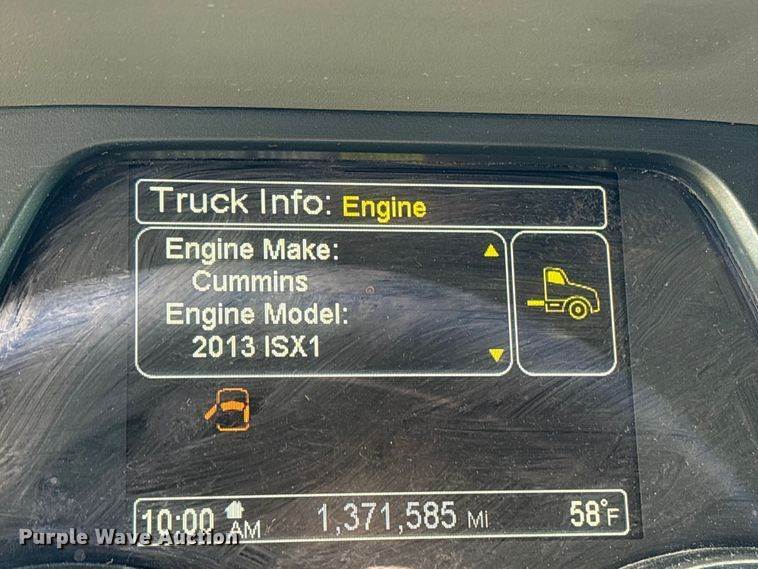 Truck Info: Engine
Engine Make:
Cummins
Engine Model:
2013 ISX1
10:00 AM 1,371,585 MI 58°F
Purple Wave Auction